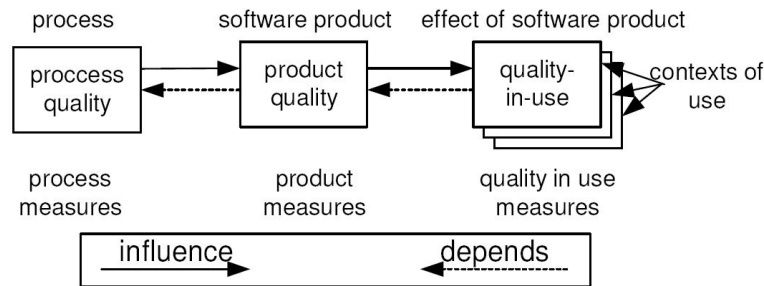 process
software product
effect of software product
proccess
quality
product
quality
quality-
in-use
contexts of
use
process
measures
product
measures
quality in use
measures
influence
depends